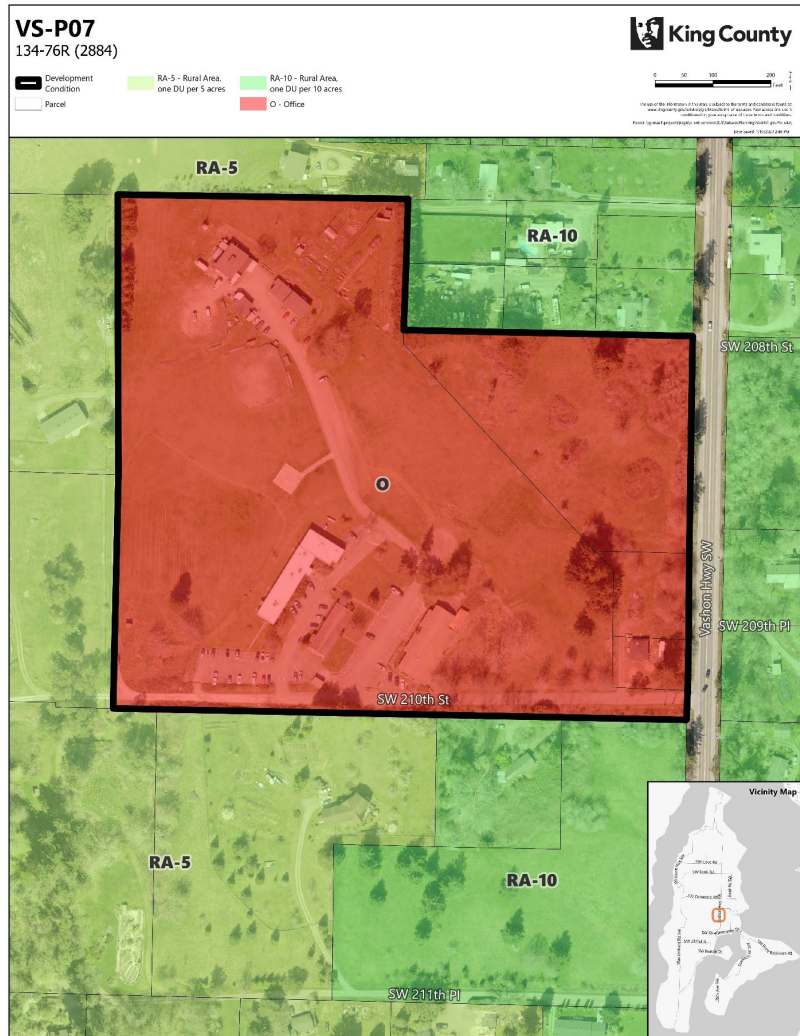 VS-P07
134-76R (2884)
King County
Development
Condition
Parcel
RA-5 - Rural Area,
one DU per 5 acres
RA-10 - Rural Area,
one DU per 10 acres
O - Office
0 50 100 200
Feet
RA-5
RA-10
SW 208th St
O
Vashon Hwy SW
SW 209th Pl
SW 210th St
RA-5
RA-10
SW 211th Pl
Vicinity Map